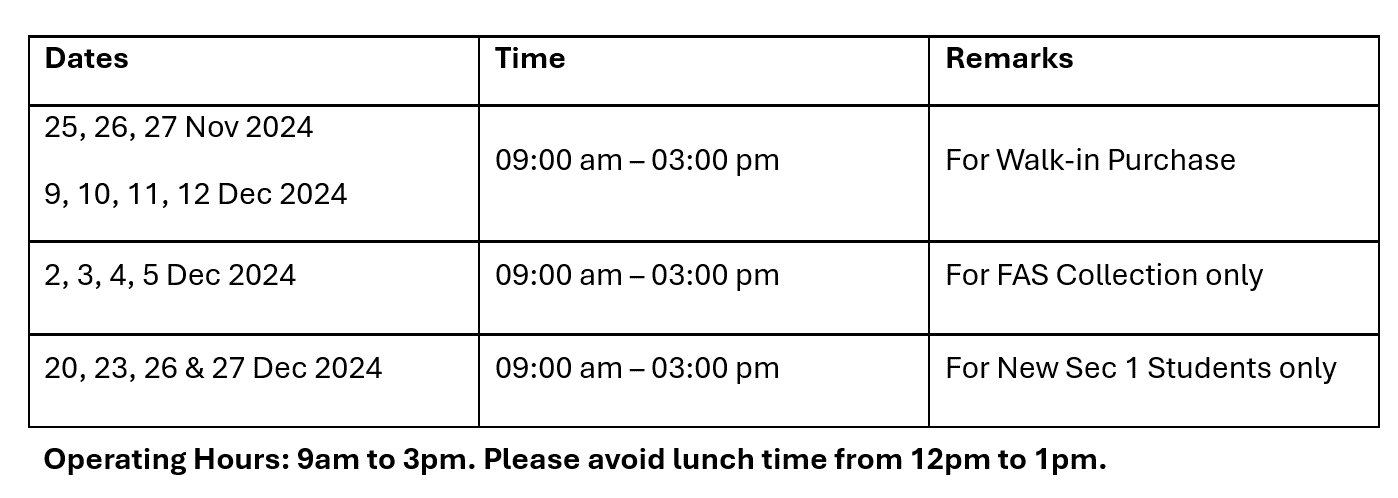 Dates Time Remarks
25, 26, 27 Nov 2024
09:00 am – 03:00 pm For Walk-in Purchase
9, 10, 11, 12 Dec 2024
2, 3, 4, 5 Dec 2024 09:00 am – 03:00 pm For FAS Collection only
20, 23, 26 & 27 Dec 2024 09:00 am – 03:00 pm For New Sec 1 Students only
Operating Hours: 9am to 3pm. Please avoid lunch time from 12pm to 1pm.